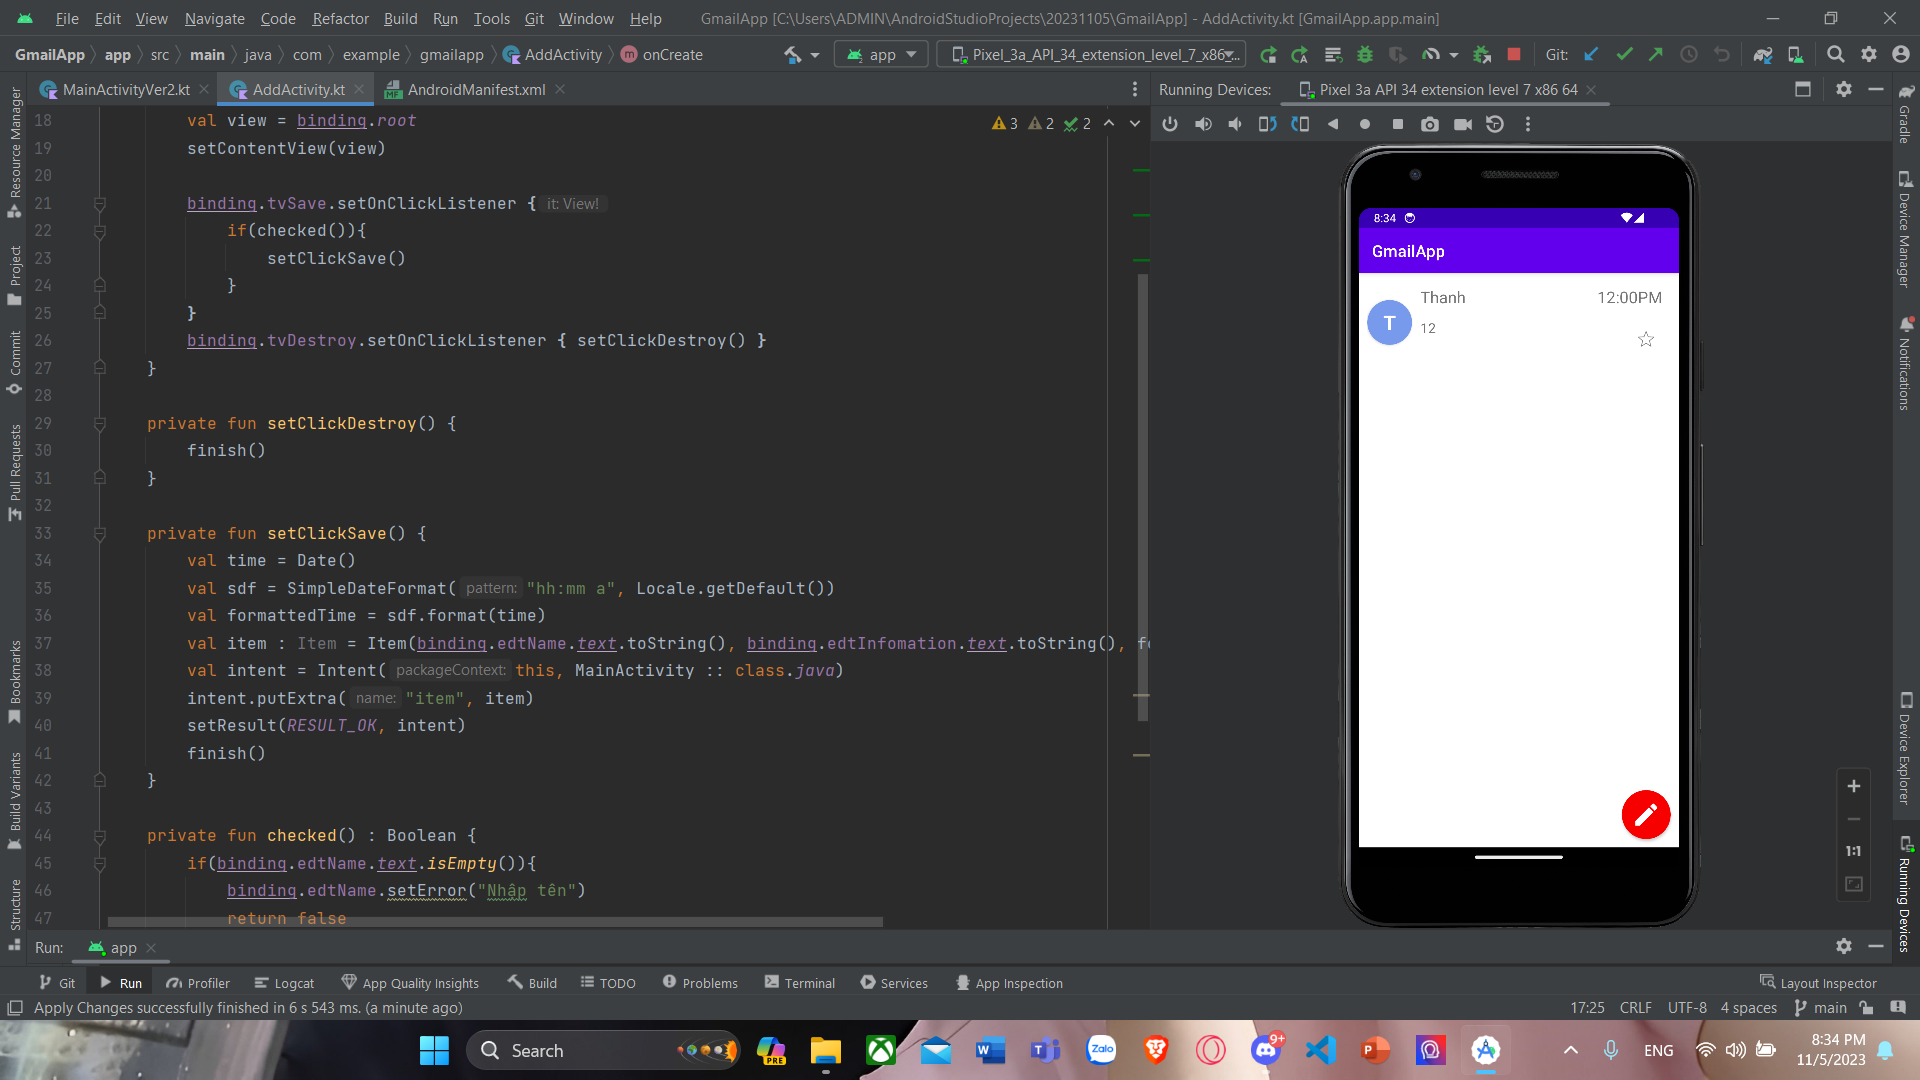 File Edit View Navigate Code Refactor Build Run Tools Git Window Help GmailApp [C:\Users\ADMIN\AndroidStudioProjects\20231105\GmailApp] - AddActivity.kt [GmailApp.app.main]
GmailApp app src main java com example gmailapp AddActivity onCreate app Pixel_3a_API_34_extension_level_7_x86... Git:
MainActivityVer2.kt AddActivity.kt AndroidManifest.xml
Running Devices: Pixel 3a API 34 extension level 7 x86 64
3 2 2
18 val view = binding.root
19 setContentView(view)
20
21 binding.tvSave.setOnClickListener { it: View!
22 if(checked()){
23 setClickSave()
24 }
25 }
26 binding.tvDestroy.setOnClickListener { setClickDestroy() }
27 }
28
29 private fun setClickDestroy() {
30 finish()
31 }
32
33 private fun setClickSave() {
34 val time = Date()
35 val sdf = SimpleDateFormat( pattern: "hh:mm a", Locale.getDefault())
36 val formattedTime = sdf.format(time)
37 val item : Item = Item(binding.edtName.text.toString(), binding.edtInfomation.text.toString(), fo
38 val intent = Intent( packageContext: this, MainActivity :: class.java)
39 intent.putExtra( name: "item", item)
40 setResult(RESULT_OK, intent)
41 finish()
42 }
43
44 private fun checked() : Boolean {
45 if(binding.edtName.text.isEmpty()){
46 binding.edtName.setError("Nhập tên")
47 return false
Resource Manager
Project
Commit
Pull Requests
Bookmarks
Build Variants
Structure
8:34
GmailApp
Thanh 12:00PM
T
12
1:1
Gradle
Device Manager
Notifications
Device Explorer
Running Devices
Run: app
Git Run Profiler Logcat App Quality Insights Build TODO Problems Terminal Services App Inspection Layout Inspector
Apply Changes successfully finished in 6 s 543 ms. (a minute ago) 17:25 CRLF UTF-8 4 spaces main
Search
PRE
Zalo
9+
ENG
8:34 PM
11/5/2023